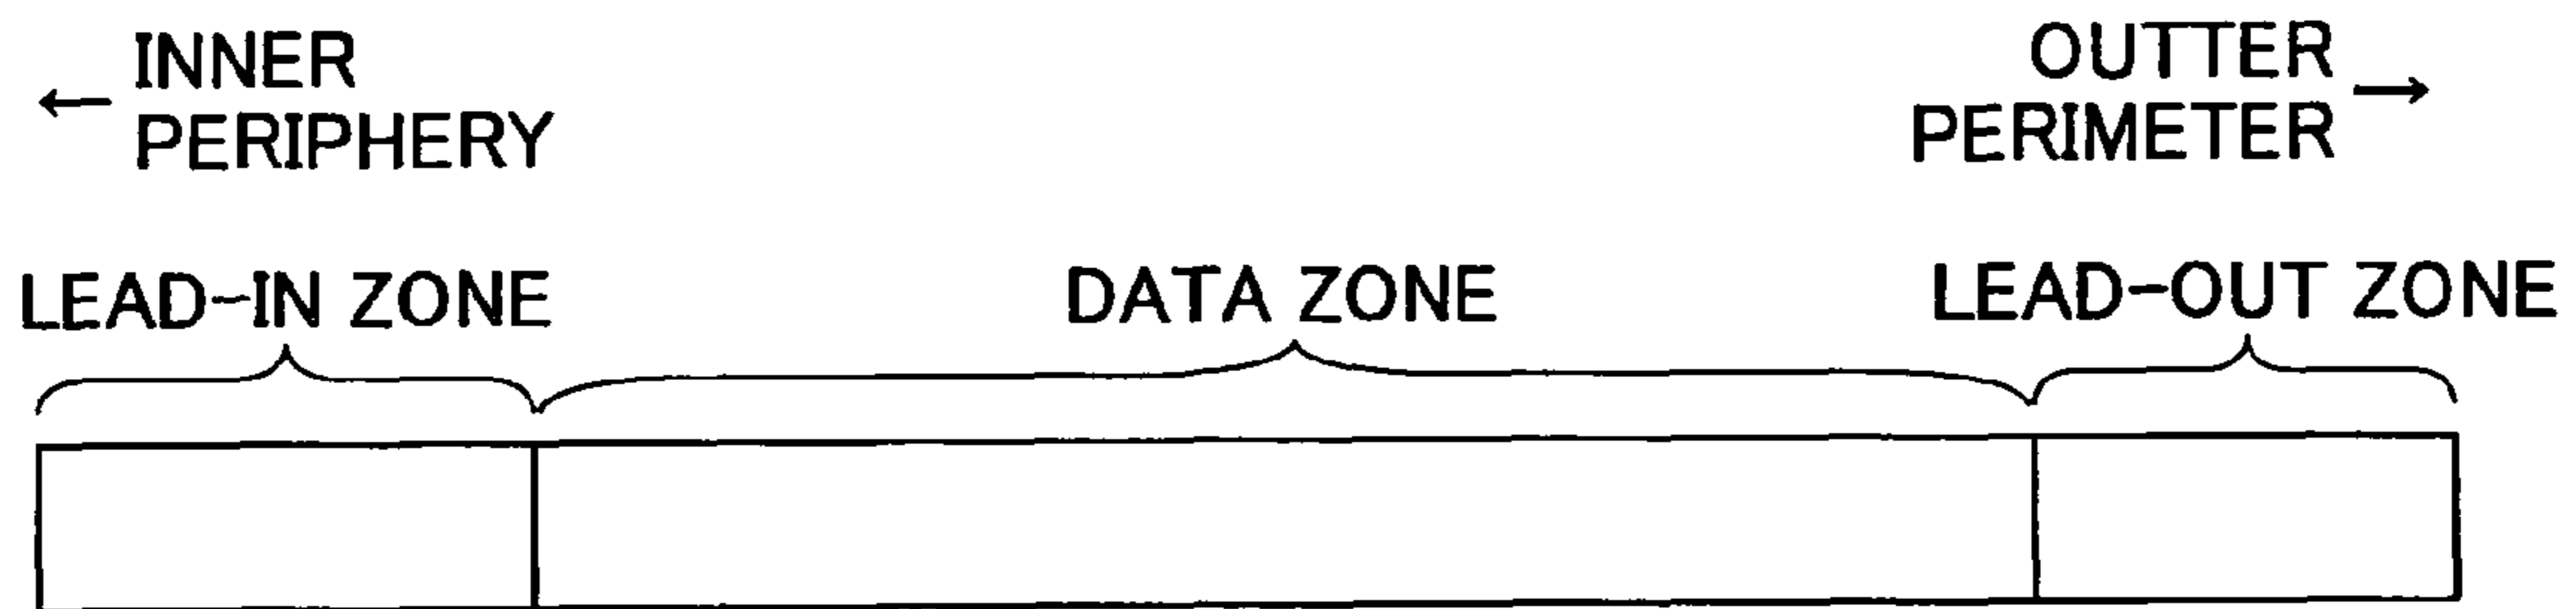 INNER
PERIPHERY
OUTTER
PERIMETER
LEAD-IN ZONE
DATA ZONE
LEAD-OUT ZONE